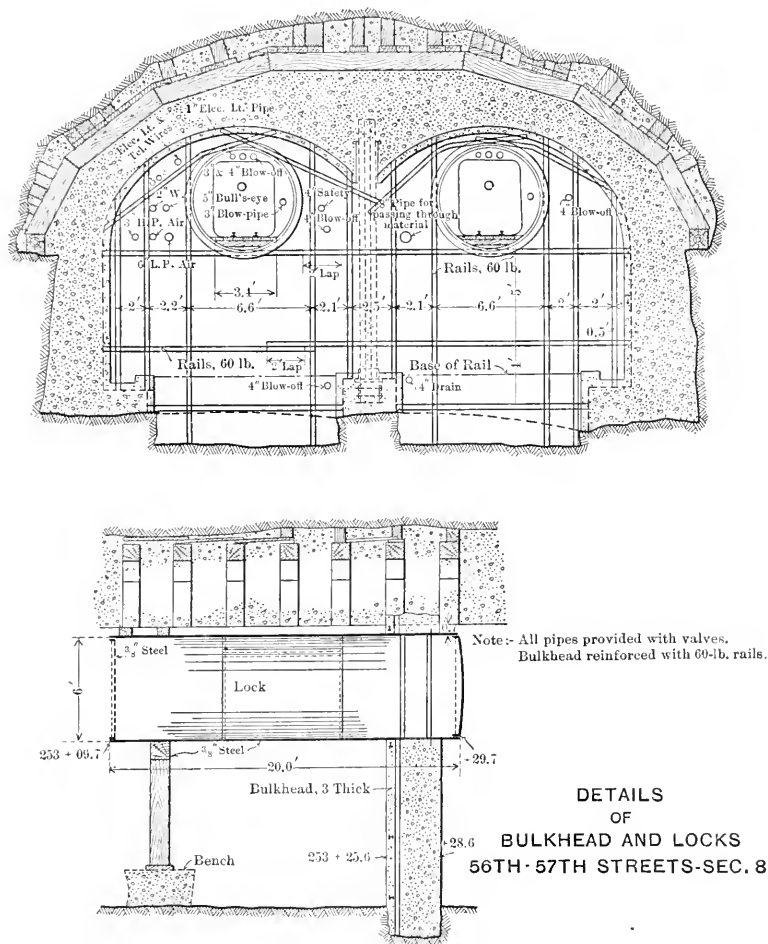 1" Elec. Lt. Pipe
Elec. Lt. &
Tel. Wires
3 & 4" Blow-off
5" Bull's-eye
3" Blow-pipe
4" Safety
4" Blow-off
8" Pipe for
passing through
material
4" Blow-off
H.P. Air
6" L.P. Air
Lap
Rails, 60 lb.
3.4'
2'
2.2'
6.6'
2.1'
2.5'
2.1'
6.6'
2'
2'
0.5'
Rails, 60 lb.
2' Lap
Base of Rail
4" Blow-off
4" Drain
Note:- All pipes provided with valves.
Bulkhead reinforced with 60-lb. rails.
3/8" Steel
6'
Lock
253 + 09.7
3/8" Steel
20.0'
29.7
Bulkhead, 3 Thick
Bench
253 + 25.6
28.6
DETAILS
OF
BULKHEAD AND LOCKS
56TH-57TH STREETS-SEC. 8